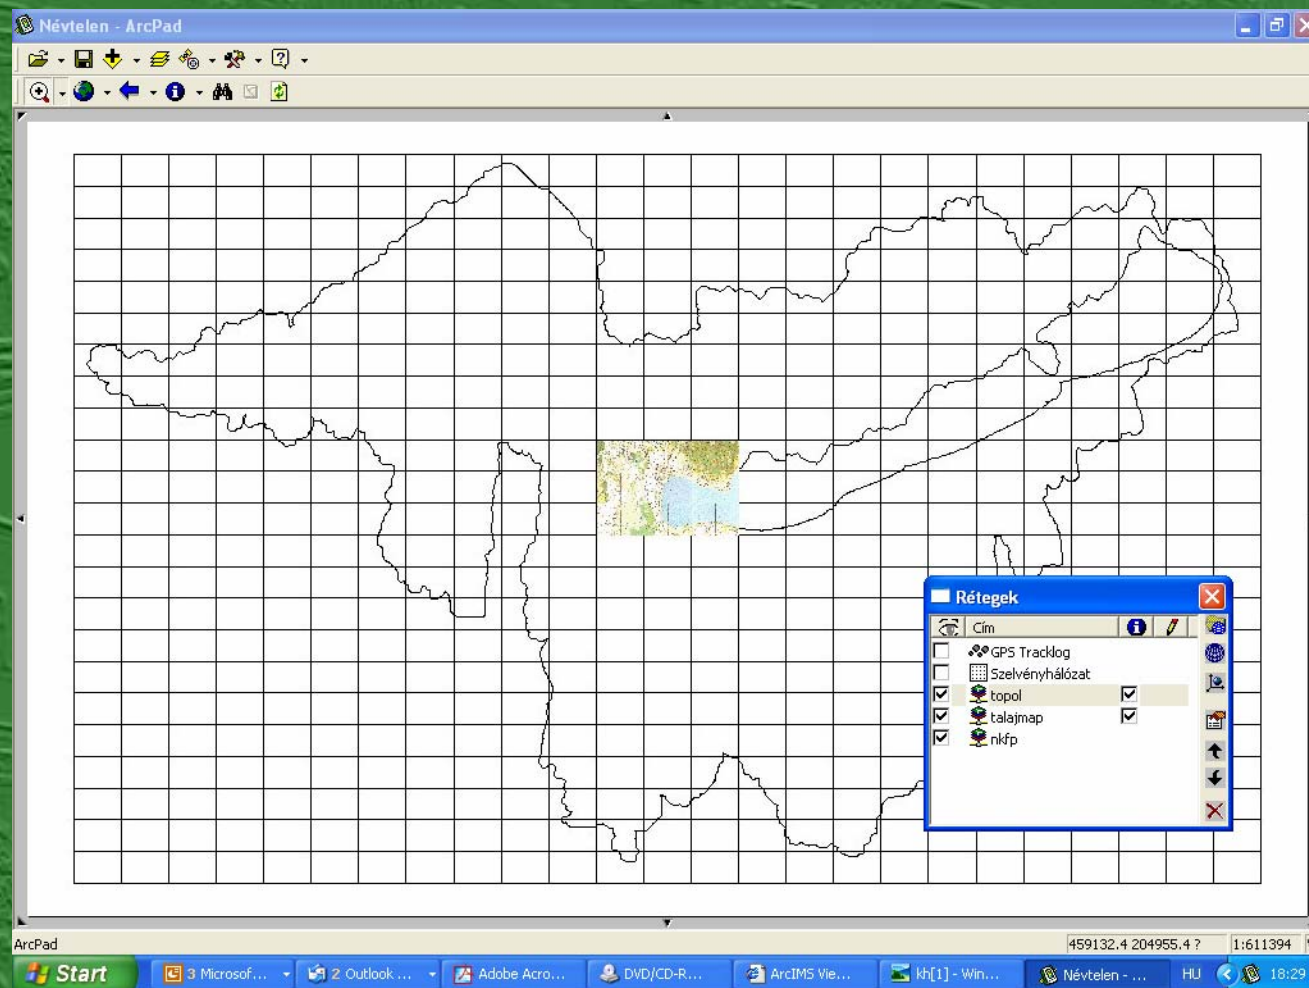 Névtelen - ArcPad
Rétegek
Cím
GPS Tracklog
Szelvényhálózat
topol
talajmap
nkfp
ArcPad
459132.4 204955.4 ?
1:611394
Start
3 Microsof...
2 Outlook ...
Adobe Acro...
DVD/CD-R...
ArcIMS Vie...
kh[1] - Win...
Névtelen - ...
HU
18:29